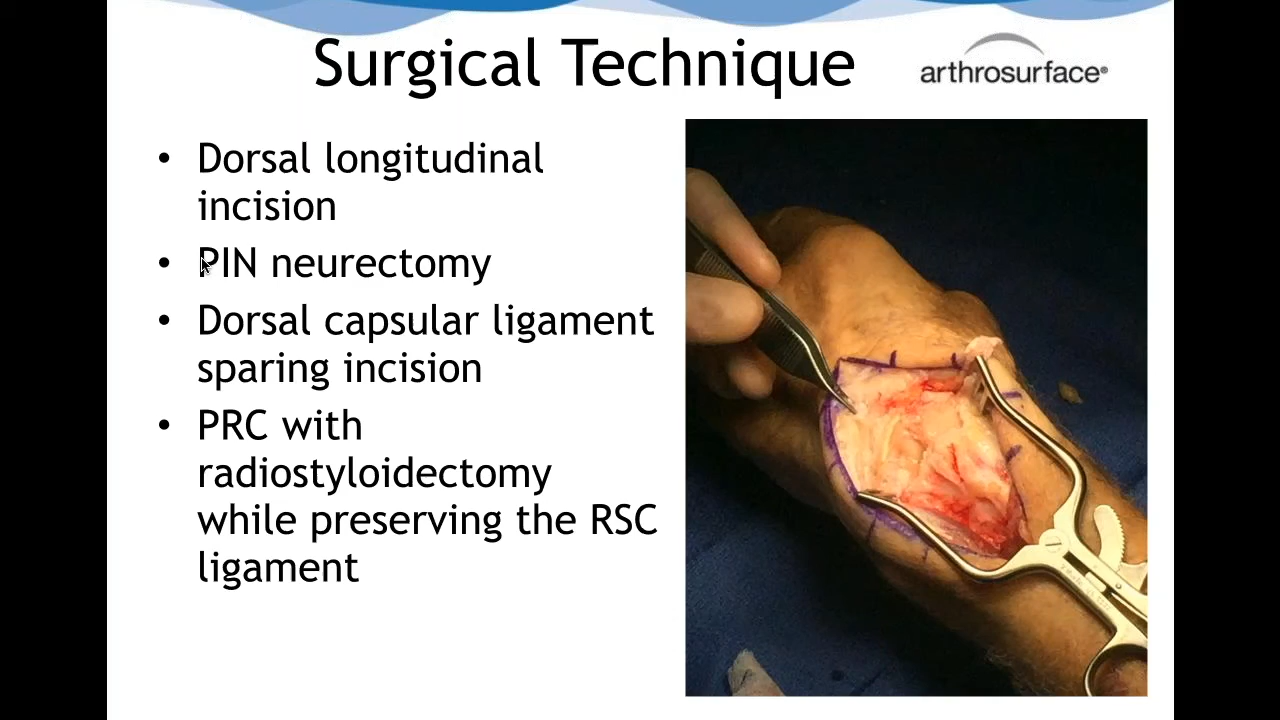 Surgical Technique
arthrosurface®
• Dorsal longitudinal
incision
• PIN neurectomy
• Dorsal capsular ligament
sparing incision
• PRC with
radiostyloidectomy
while preserving the RSC
ligament